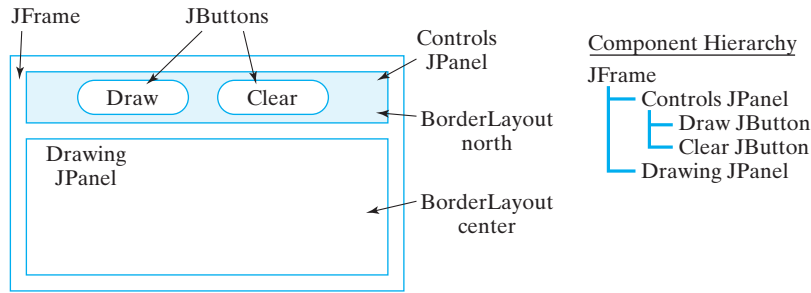 JFrame
JButtons
Controls
JPanel
Draw
Clear
BorderLayout
north
Drawing
JPanel
BorderLayout
center
Component Hierarchy
JFrame
Controls JPanel
Draw JButton
Clear JButton
Drawing JPanel